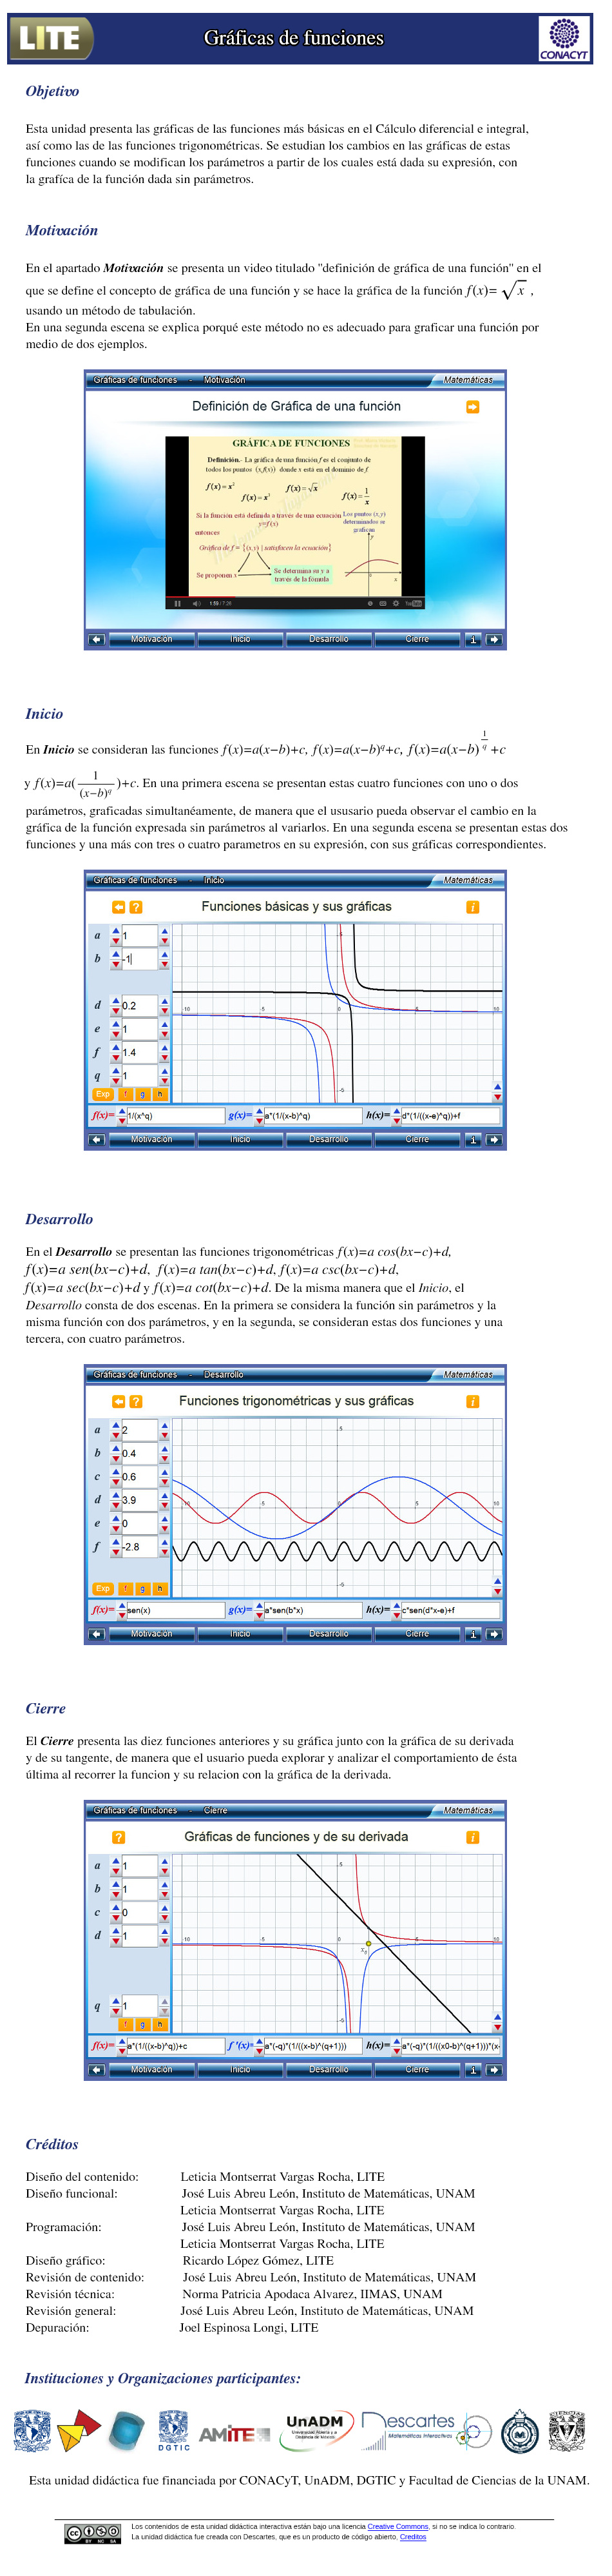 LITE
Gráficas de funciones
CONACYT
Objetivo
Esta unidad presenta las gráficas de las funciones más básicas en el Cálculo diferencial e integral,
así como las de las funciones trigonométricas. Se estudian los cambios en las gráficas de estas
funciones cuando se modifican los parámetros a partir de los cuales está dada su expresión, con
la grafíca de la función dada sin parámetros.
Motivación
En el apartado Motivación se presenta un video titulado "definición de gráfica de una función" en el
que se define el concepto de gráfica de una función y se hace la gráfica de la función f(x)=√x ,
usando un método de tabulación.
En una segunda escena se explica porqué este método no es adecuado para graficar una función por
medio de dos ejemplos.
Gráficas de funciones - Motivación Matemáticas
Definición de Gráfica de una función
GRÁFICA DE FUNCIONES
Definición.- La gráfica de una función f es el conjunto de
todos los puntos (x,f(x)) donde x está en el dominio de f.
f(x)=x² f(x)=x³ f(x)=√x f(x)=1/x
Si la función está definida a través de una ecuación
y=f(x)
entonces
Los puntos (x,y)
determinados se
grafican
Gráfica de f = {(x,y) | satisfacen la ecuación}
Se proponen x
Se determina su y a
través de la fómula
Motivación Inicio Desarrollo Cierre i
Inicio
En Inicio se consideran las funciones f(x)=a(x−b)+c, f(x)=a(x−b)^q+c, f(x)=a(x−b)^(1/q)+c
y f(x)=a(1/(x−b)^q)+c. En una primera escena se presentan estas cuatro funciones con uno o dos
parámetros, graficadas simultanéamente, de manera que el ususario pueda observar el cambio en la
gráfica de la función expresada sin parámetros al variarlos. En una segunda escena se presentan estas dos
funciones y una más con tres o cuatro parametros en su expresión, con sus gráficas correspondientes.
Gráficas de funciones - Inicio Matemáticas
? Funciones básicas y sus gráficas i
a 1
b -1
d 0.2
e 1
f 1.4
q 1
Exp f g h
5
-10 -5 0 5 10
-5
f(x)= 1/(x^q) g(x)= a*(1/(x-b)^q) h(x)= d*(1/((x-e)^q))+f
Motivación Inicio Desarrollo Cierre i
Desarrollo
En el Desarrollo se presentan las funciones trigonométricas f(x)=a cos(bx−c)+d,
f(x)=a sen(bx−c)+d, f(x)=a tan(bx−c)+d, f(x)=a csc(bx−c)+d,
f(x)=a sec(bx−c)+d y f(x)=a cot(bx−c)+d. De la misma manera que el Inicio, el
Desarrollo consta de dos escenas. En la primera se considera la función sin parámetros y la
misma función con dos parámetros, y en la segunda, se consideran estas dos funciones y una
tercera, con cuatro parámetros.
Gráficas de funciones - Desarrollo Matemáticas
? Funciones trigonométricas y sus gráficas i
a 2
b 0.4
c 0.6
d 3.9
e 0
f -2.8
Exp f g h
5
-10 -5 0 5 10
-5
f(x)= sen(x) g(x)= a*sen(b*x) h(x)= c*sen(d*x-e)+f
Motivación Inicio Desarrollo Cierre i
Cierre
El Cierre presenta las diez funciones anteriores y su gráfica junto con la gráfica de su derivada
y de su tangente, de manera que el usuario pueda explorar y analizar el comportamiento de ésta
última al recorrer la funcion y su relacion con la gráfica de la derivada.
Gráficas de funciones - Cierre Matemáticas
? Gráficas de funciones y de su derivada i
a 1
b 1
c 0
d 1
q 1
f g h
5
-10 -5 0 5 10
x0
-5
f(x)= a*(1/((x-b)^q))+c f'(x)= a*(-q)*(1/((x-b)^(q+1))) h(x)= a*(-q)*(1/((x0-b)^(q+1)))*(x-
Motivación Inicio Desarrollo Cierre i
Créditos
Diseño del contenido: Leticia Montserrat Vargas Rocha, LITE
Diseño funcional: José Luis Abreu León, Instituto de Matemáticas, UNAM
Leticia Montserrat Vargas Rocha, LITE
Programación: José Luis Abreu León, Instituto de Matemáticas, UNAM
Leticia Montserrat Vargas Rocha, LITE
Diseño gráfico: Ricardo López Gómez, LITE
Revisión de contenido: José Luis Abreu León, Instituto de Matemáticas, UNAM
Revisión técnica: Norma Patricia Apodaca Alvarez, IIMAS, UNAM
Revisión general: José Luis Abreu León, Instituto de Matemáticas, UNAM
Depuración: Joel Espinosa Longi, LITE
Instituciones y Organizaciones participantes:
DGTIC
AMITE
UnADM
Universidad Abierta y a
Distancia de México
Descartes
Matemáticas Interactivas
CIENCIAS
Esta unidad didáctica fue financiada por CONACyT, UnADM, DGTIC y Facultad de Ciencias de la UNAM.
Los contenidos de esta unidad didáctica interactiva están bajo una licencia Creative Commons, si no se indica lo contrario.
La unidad didáctica fue creada con Descartes, que es un producto de código abierto, Creditos
CC BY NC SA